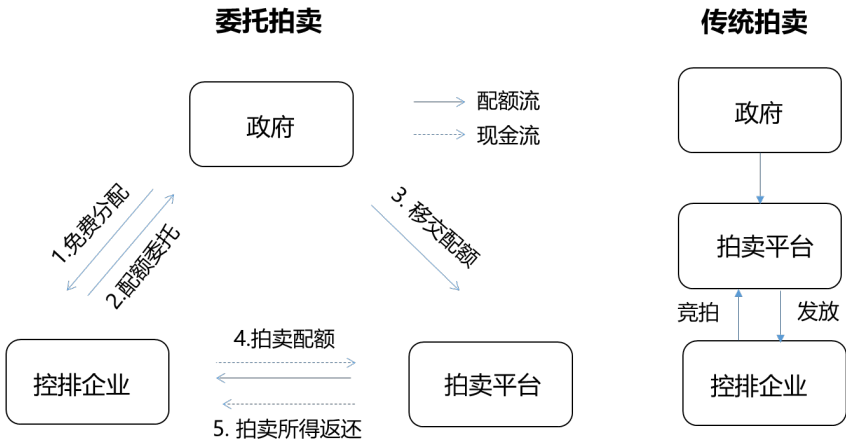 委托拍卖
政府
配额流
现金流
1.免费分配
2.配额委托
3. 移交配额
4.拍卖配额
控排企业
拍卖平台
5. 拍卖所得返还
传统拍卖
政府
拍卖平台
竞拍
发放
控排企业